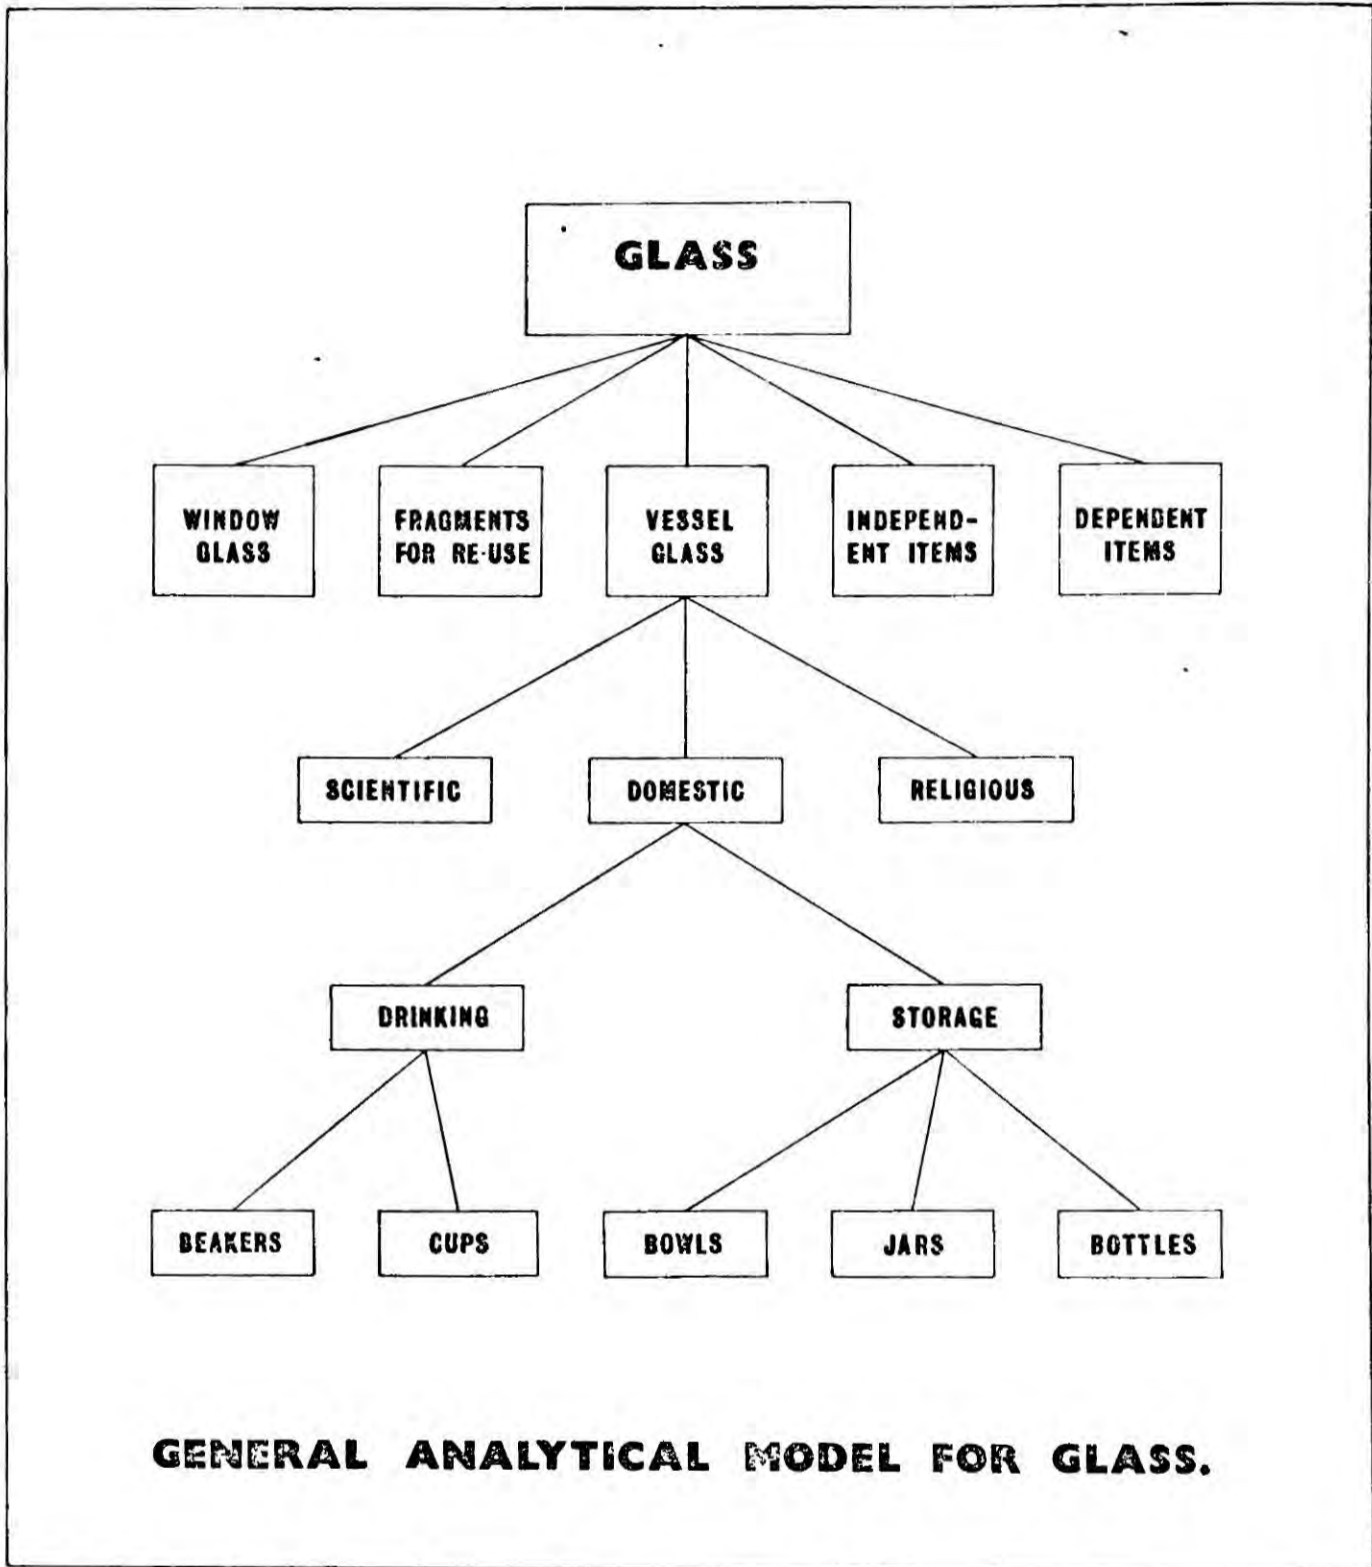 GLASS
WINDOW
GLASS
FRAGMENTS
FOR RE-USE
VESSEL
GLASS
INDEPEND-
ENT ITEMS
DEPENDENT
ITEMS
SCIENTIFIC
DOMESTIC
RELIGIOUS
DRINKING
STORAGE
BEAKERS
CUPS
BOWLS
JARS
BOTTLES
GENERAL ANALYTICAL MODEL FOR GLASS.